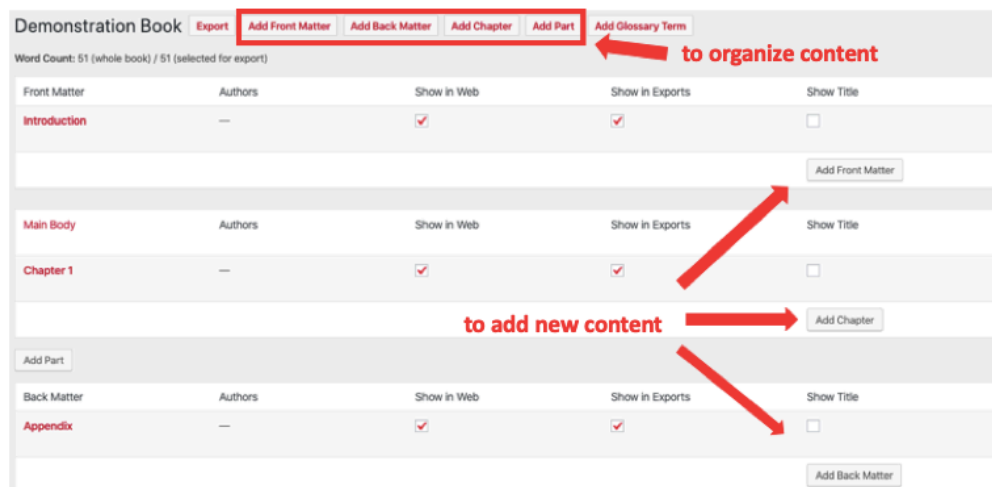 Demonstration Book Export Add Front Matter Add Back Matter Add Chapter Add Part Add Glossary Term
to organize content
Word Count: 51 (whole book) / 51 (selected for export)
Front Matter Authors Show in Web Show in Exports Show Title
Introduction —
Add Front Matter
Main Body Authors Show in Web Show in Exports Show Title
Chapter 1 —
to add new content Add Chapter
Add Part
Back Matter Authors Show in Web Show in Exports Show Title
Appendix —
Add Back Matter